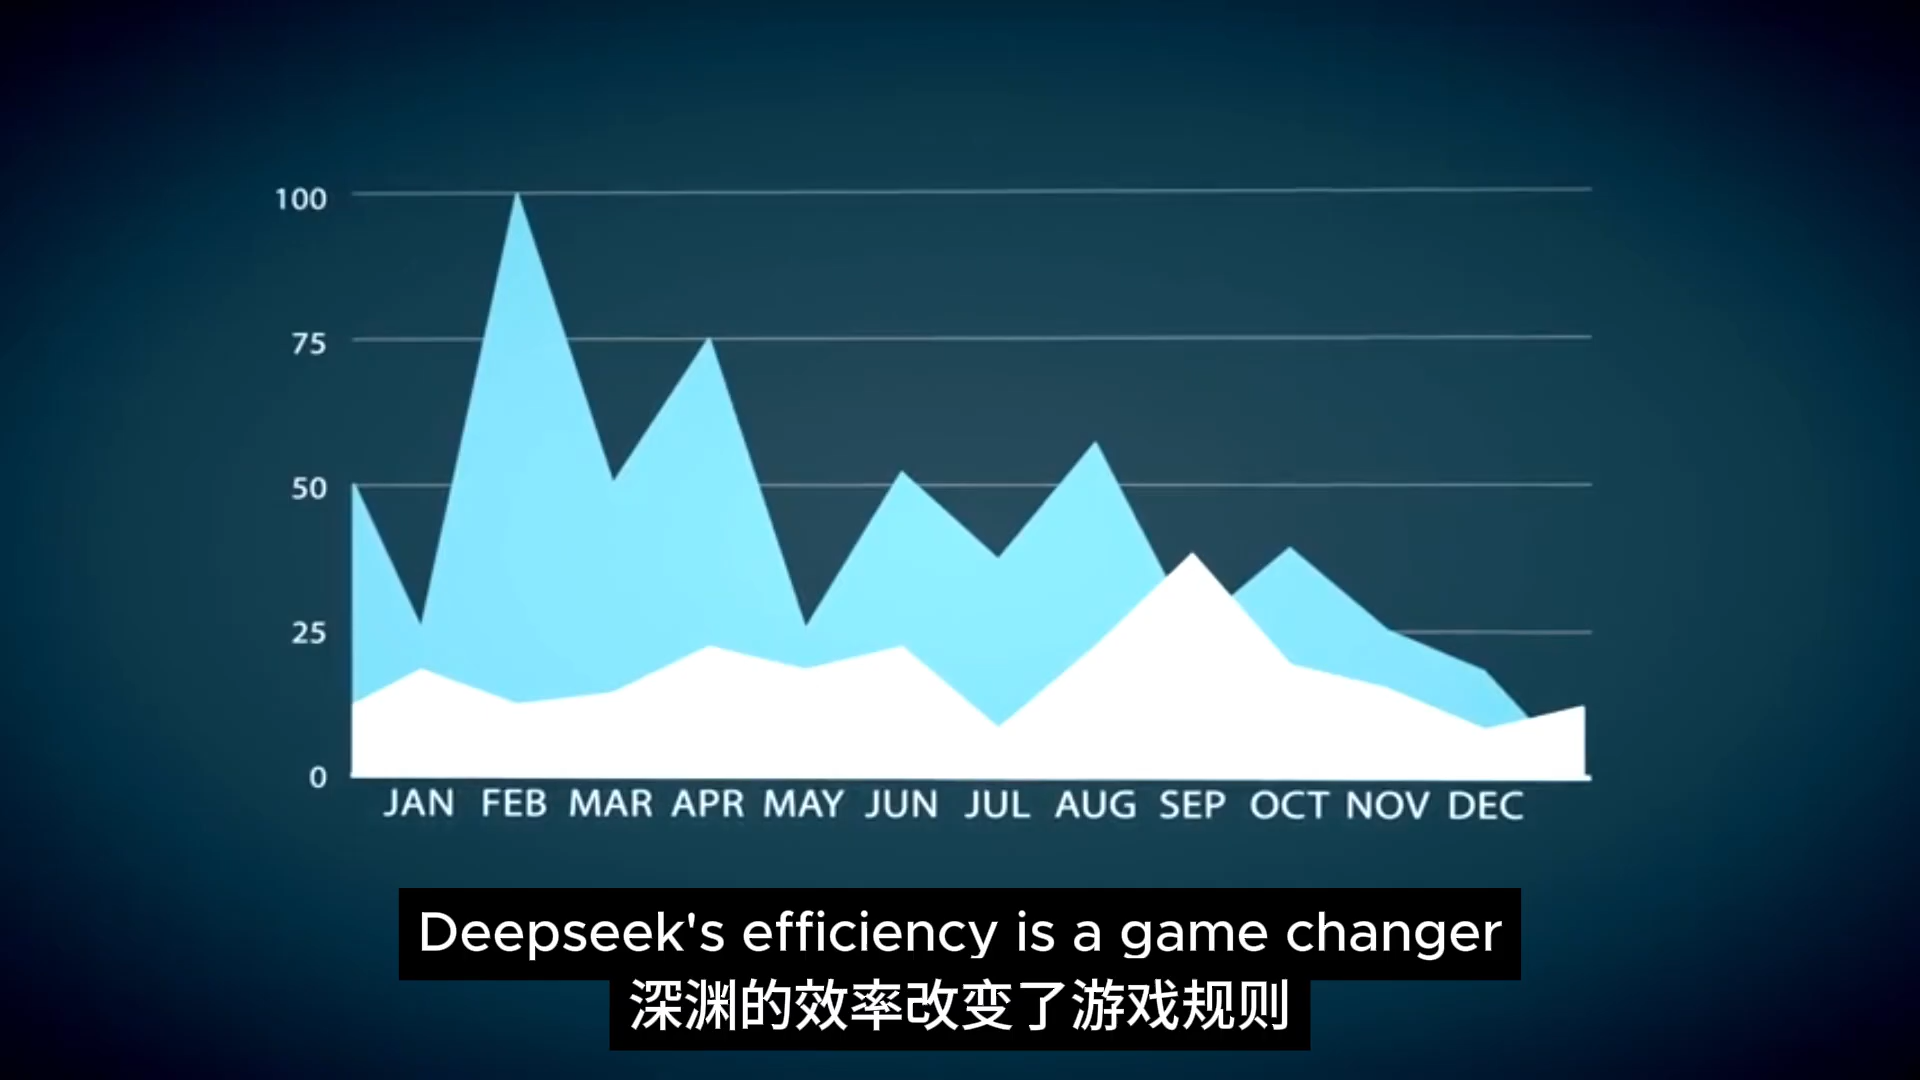 100
75
50
25
0
JAN FEB MAR APR MAY JUN JUL AUG SEP OCT NOV DEC
Deepseek's efficiency is a game changer
深渊的效率改变了游戏规则